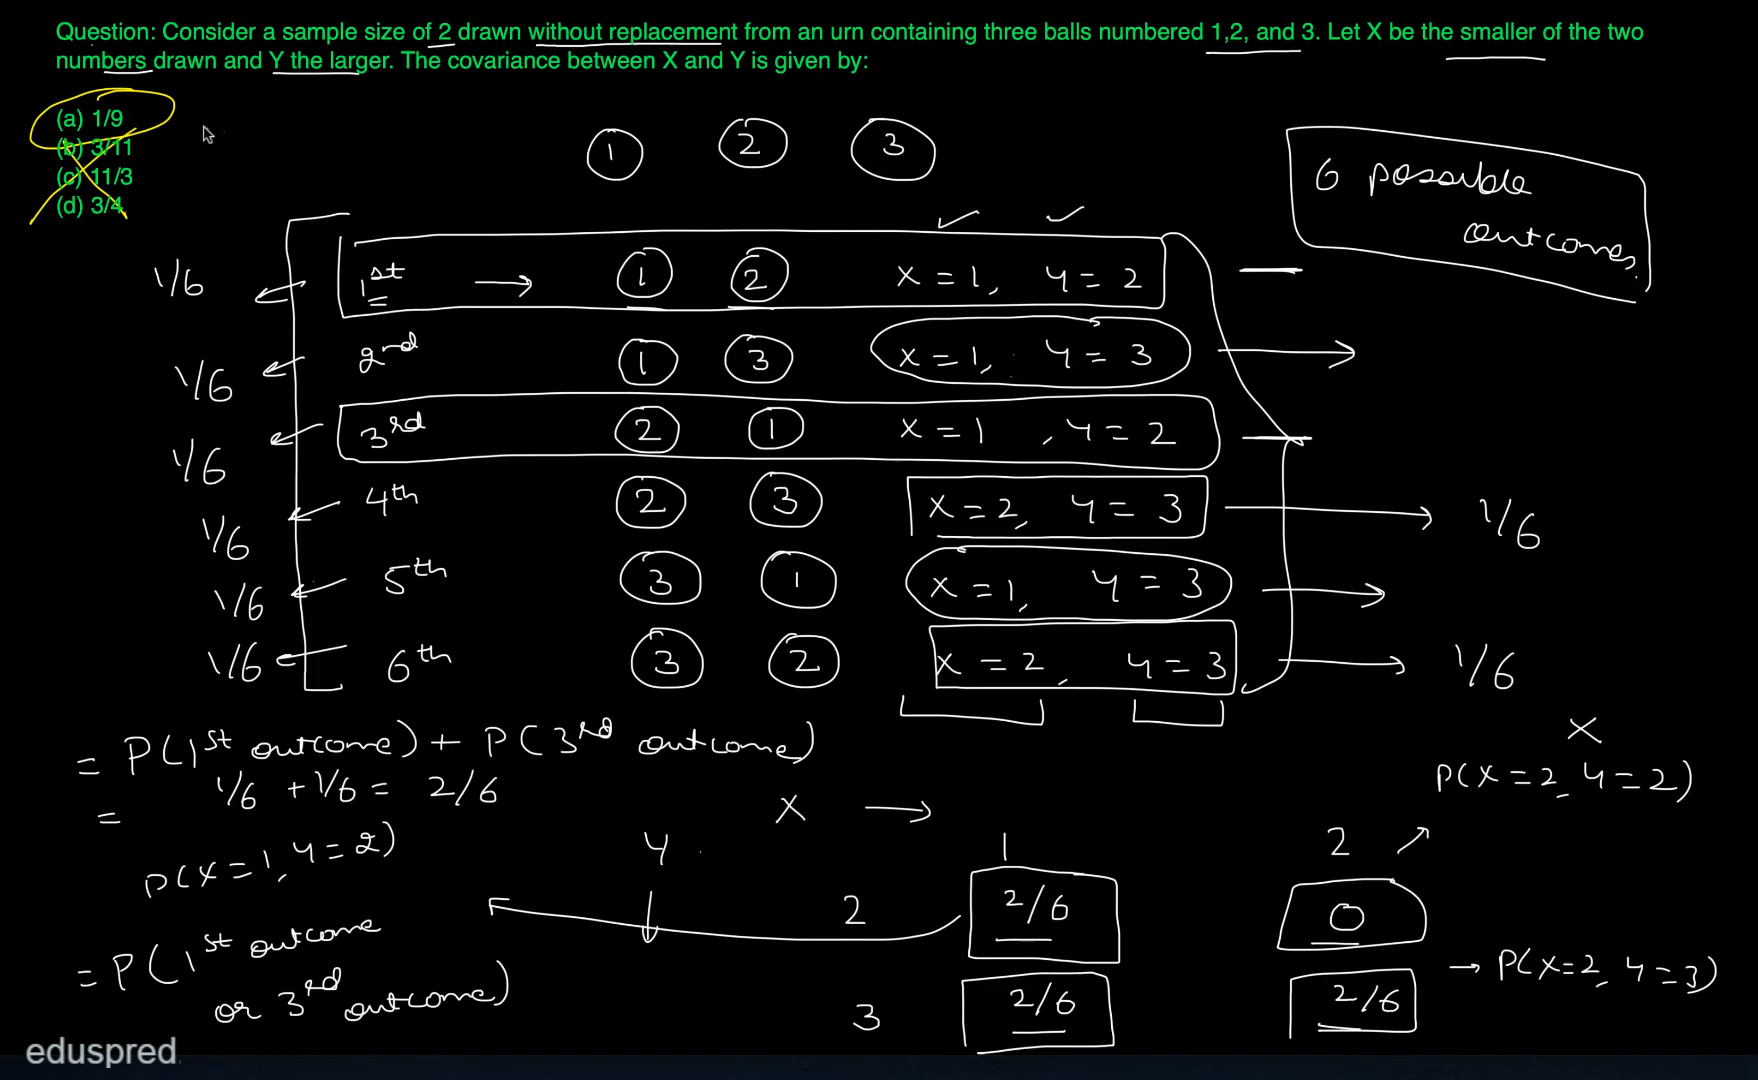 Question: Consider a sample size of 2 drawn without replacement from an urn containing three balls numbered 1,2, and 3. Let X be the smaller of the two
numbers drawn and Y the larger. The covariance between X and Y is given by:
(a) 1/9
(b) 3/11
(c) 11/3
(d) 3/4
1 2 3
6 possible
outcomes.
1/6 1st → 1 2 x = 1, y = 2
1/6 2nd 1 3 x = 1, y = 3
1/6 3rd 2 1 x = 1, y = 2
1/6 4th 2 3 x = 2, y = 3 1/6
1/6 5th 3 1 x = 1, y = 3
1/6 6th 3 2 x = 2, y = 3 1/6
= P(1st outcome) + P(3rd outcome)
= 1/6 + 1/6 = 2/6
P(x = 1, y = 2)
= P(1st outcome
or 3rd outcome)
x →
y 1 2
2 2/6 0
3 2/6 2/6
x
P(x = 2, y = 2)
→ P(x = 2, y = 3)
eduspred